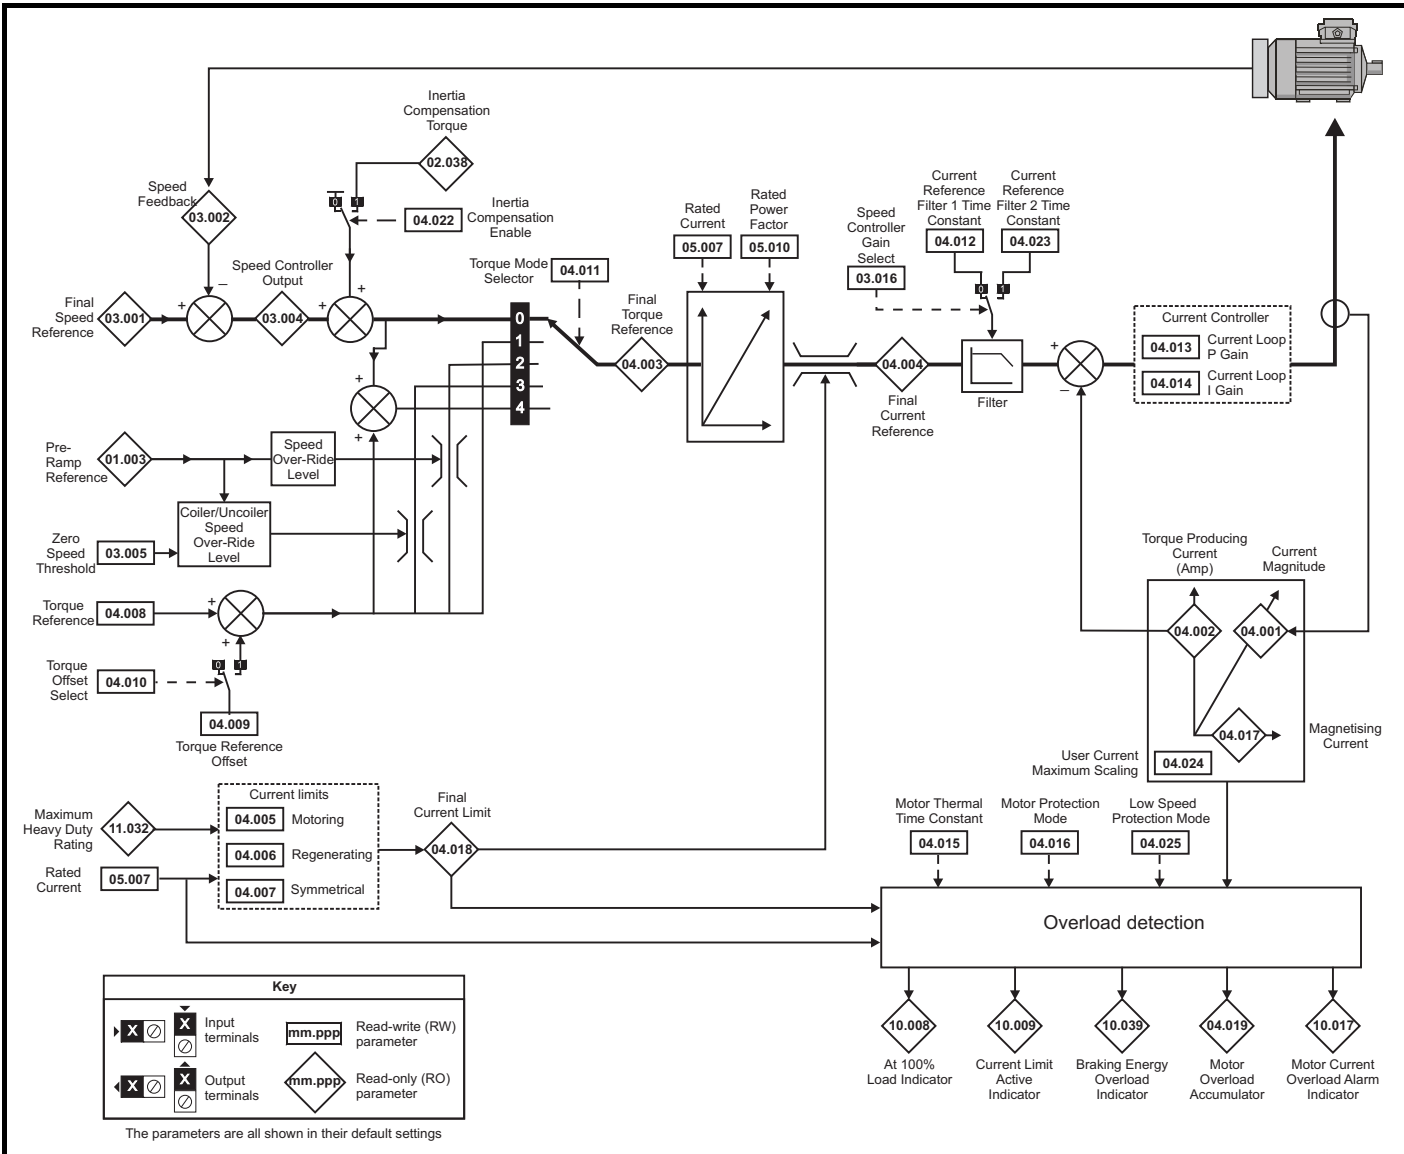 Inertia
Compensation
Torque
02.038
Speed
Feedback
03.002
0 1
04.022
Inertia
Compensation
Enable
Speed Controller
Output
Final
Speed
Reference
03.001
+
–
03.004
+
+
Torque Mode
Selector
04.011
0
1
2
3
4
Final
Torque
Reference
04.003
Rated
Current
05.007
Rated
Power
Factor
05.010
Speed
Controller
Gain
Select
03.016
Current
Reference
Filter 1 Time
Constant
04.012
Current
Reference
Filter 2 Time
Constant
04.023
0 1
04.004
Final
Current
Reference
Filter
+
–
Current Controller
04.013
Current Loop
P Gain
04.014
Current Loop
I Gain
+
+
Pre-
Ramp
Reference
01.003
Speed
Over-Ride
Level
Coiler/Uncoiler
Speed
Over-Ride
Level
Zero
Speed
Threshold
03.005
Torque
Reference
04.008
+
+
0 1
Torque
Offset
Select
04.010
04.009
Torque Reference
Offset
Torque Producing
Current
(Amp)
Current
Magnitude
04.002
04.001
04.017
Magnetising
Current
User Current
Maximum Scaling
04.024
Maximum
Heavy Duty
Rating
11.032
Rated
Current
05.007
Current limits
04.005 Motoring
04.006 Regenerating
04.007 Symmetrical
Final
Current Limit
04.018
Motor Thermal
Time Constant
04.015
Motor Protection
Mode
04.016
Low Speed
Protection Mode
04.025
Overload detection
10.008
At 100%
Load Indicator
10.009
Current Limit
Active
Indicator
10.039
Braking Energy
Overload
Indicator
04.019
Motor
Overload
Accumulator
10.017
Motor Current
Overload Alarm
Indicator
Key
X
X
Input
terminals
mm.ppp
Read-write (RW)
parameter
X
X
Output
terminals
mm.ppp
Read-only (RO)
parameter
The parameters are all shown in their default settings